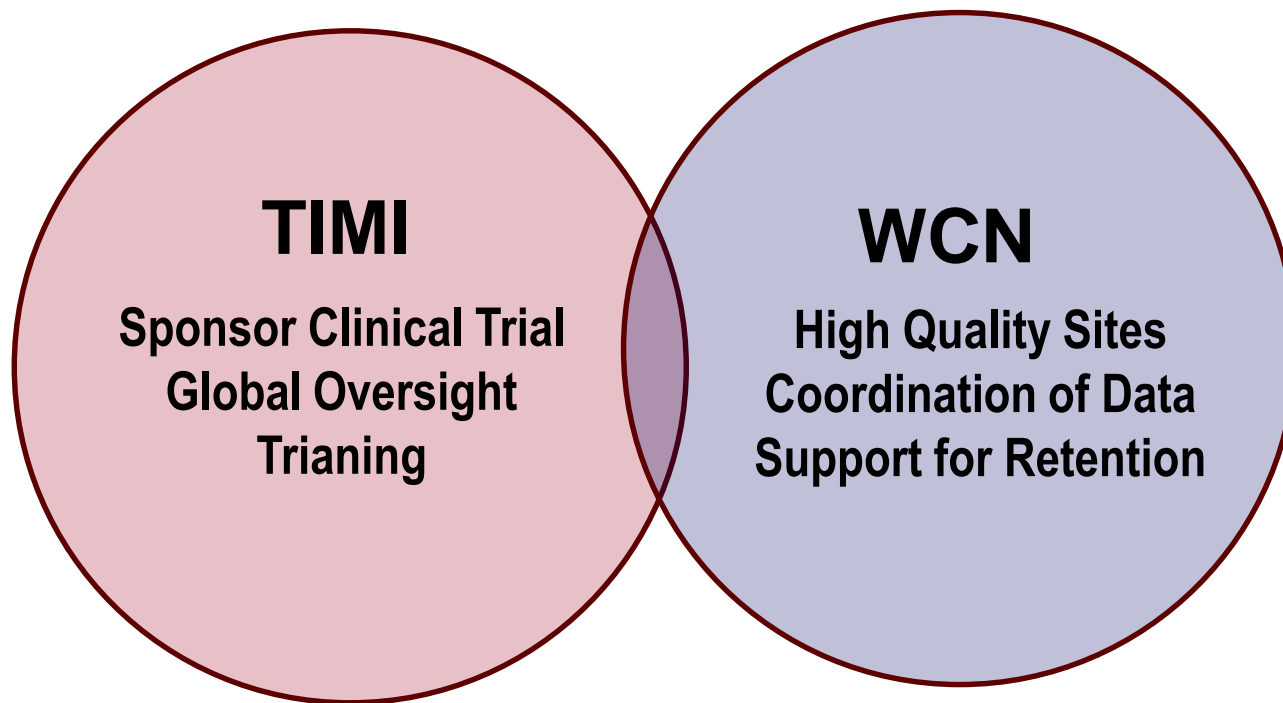 TIMI
Sponsor Clinical Trial
Global Oversight
Trianing
WCN
High Quality Sites
Coordination of Data
Support for Retention